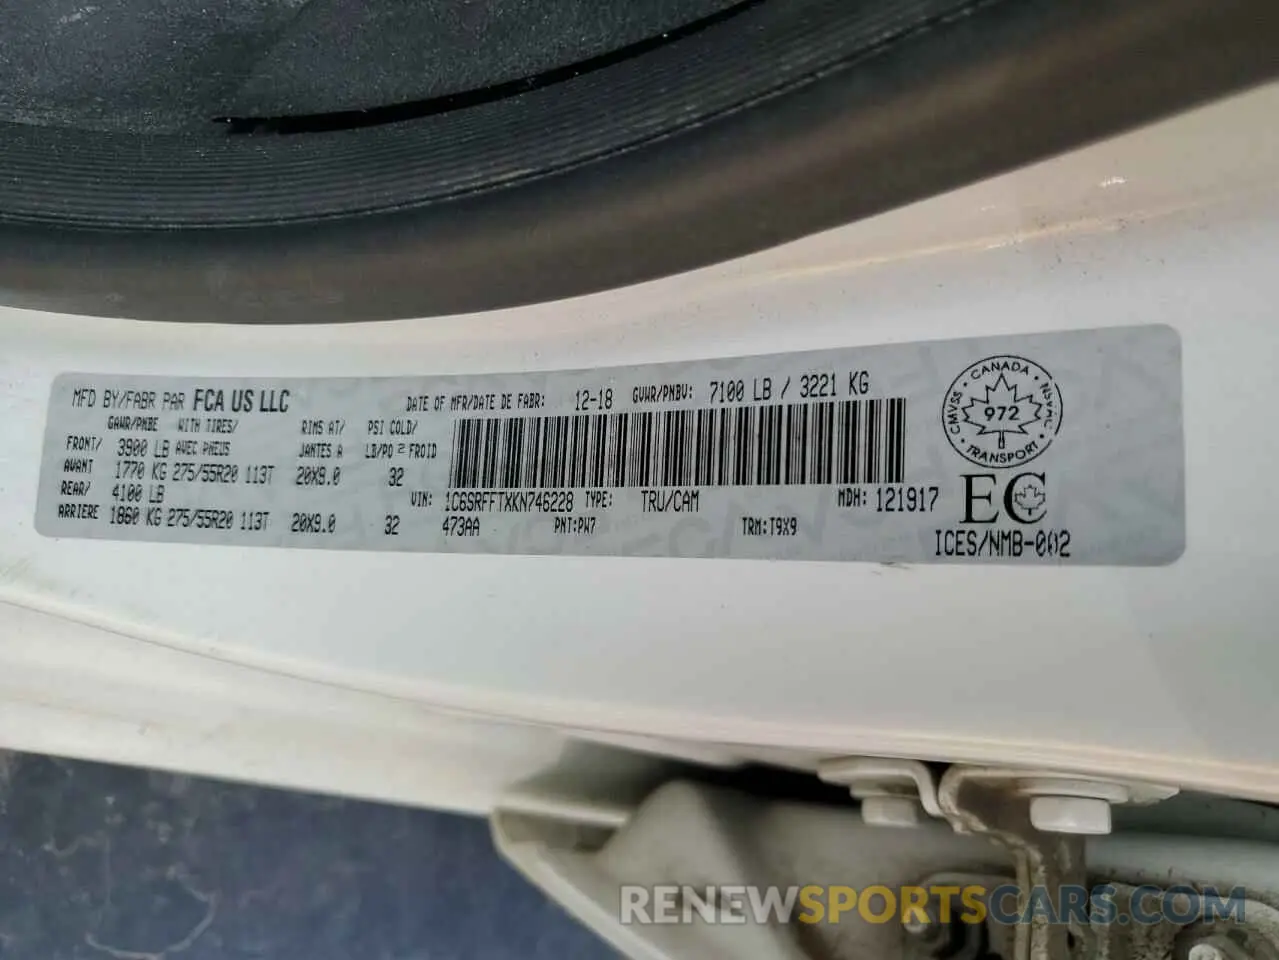 MFD BY/FABR PAR FCA US LLC DATE OF MFR/DATE DE FABR: 12-18 GVWR/PNBV: 7100 LB / 3221 KG
GAWR/PNBE WITH TIRES/ RIMS AT/ PSI COLD/
FRONT/ 3900 LB AVEC PNEUS JANTES A LB/PO 2 FROID
AVANT 1770 KG 275/55R20 113T 20X9.0 32
REAR/ 4100 LB VIN: 1C6SRFFTXKN746228 TYPE: TRU/CAM MDH: 121917
ARRIERE 1860 KG 275/55R20 113T 20X9.0 32 473AA PNT:PW7 TRM:T9X9
CANADA
CMVSS 972 NSVAC
TRANSPORT
EC
ICES/NMB-002
RENEWSPORTSCARS.COM